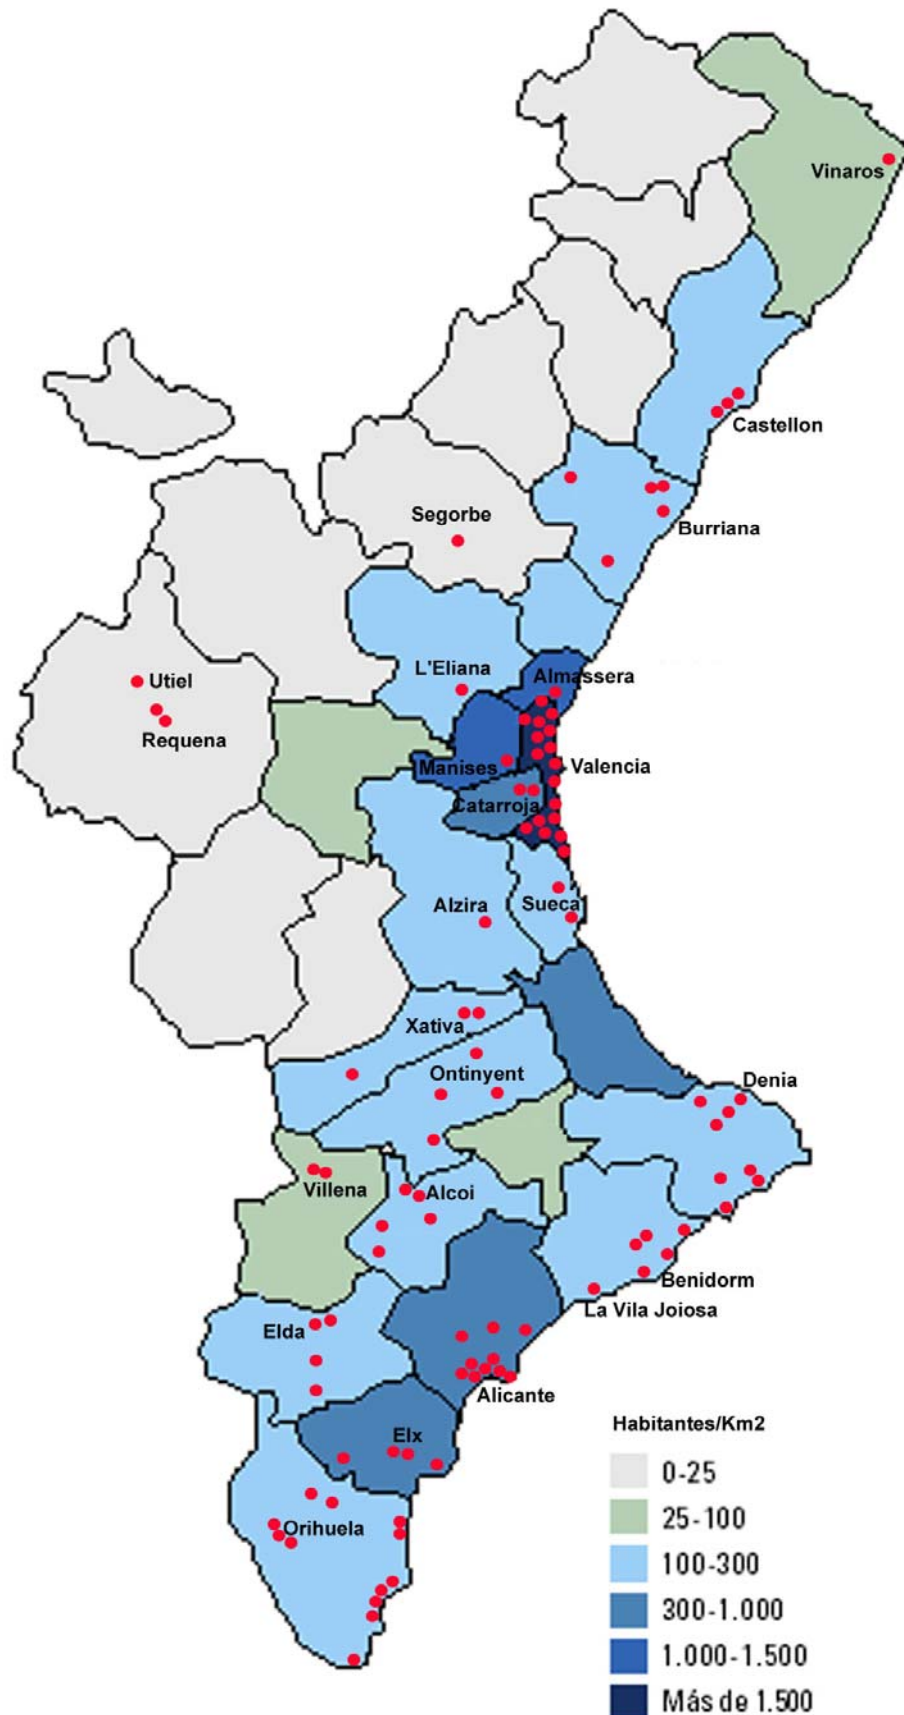 Vinaros
Castellon
Segorbe
Burriana
L'Eliana
Almassera
Utiel
Requena
Manises
Valencia
Catarroja
Alzira
Sueca
Xativa
Ontinyent
Denia
Villena
Alcoi
Benidorm
La Vila Joiosa
Elda
Alicante
Elx
Orihuela
Habitantes/Km2
0-25
25-100
100-300
300-1.000
1.000-1.500
Más de 1.500